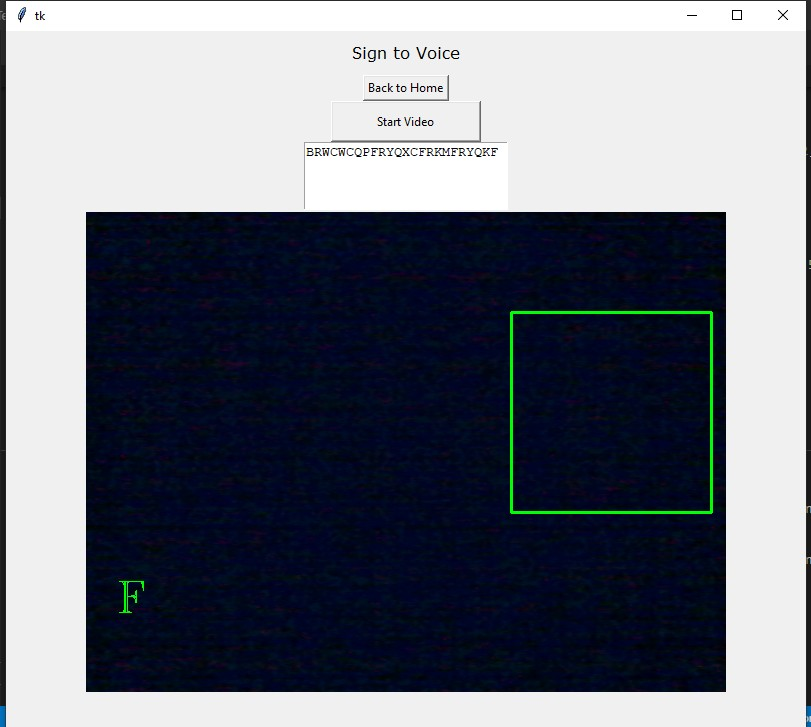 tk
Sign to Voice
Back to Home
Start Video
BRWCWCQPFRYQXCFRKMFRYQKF
F